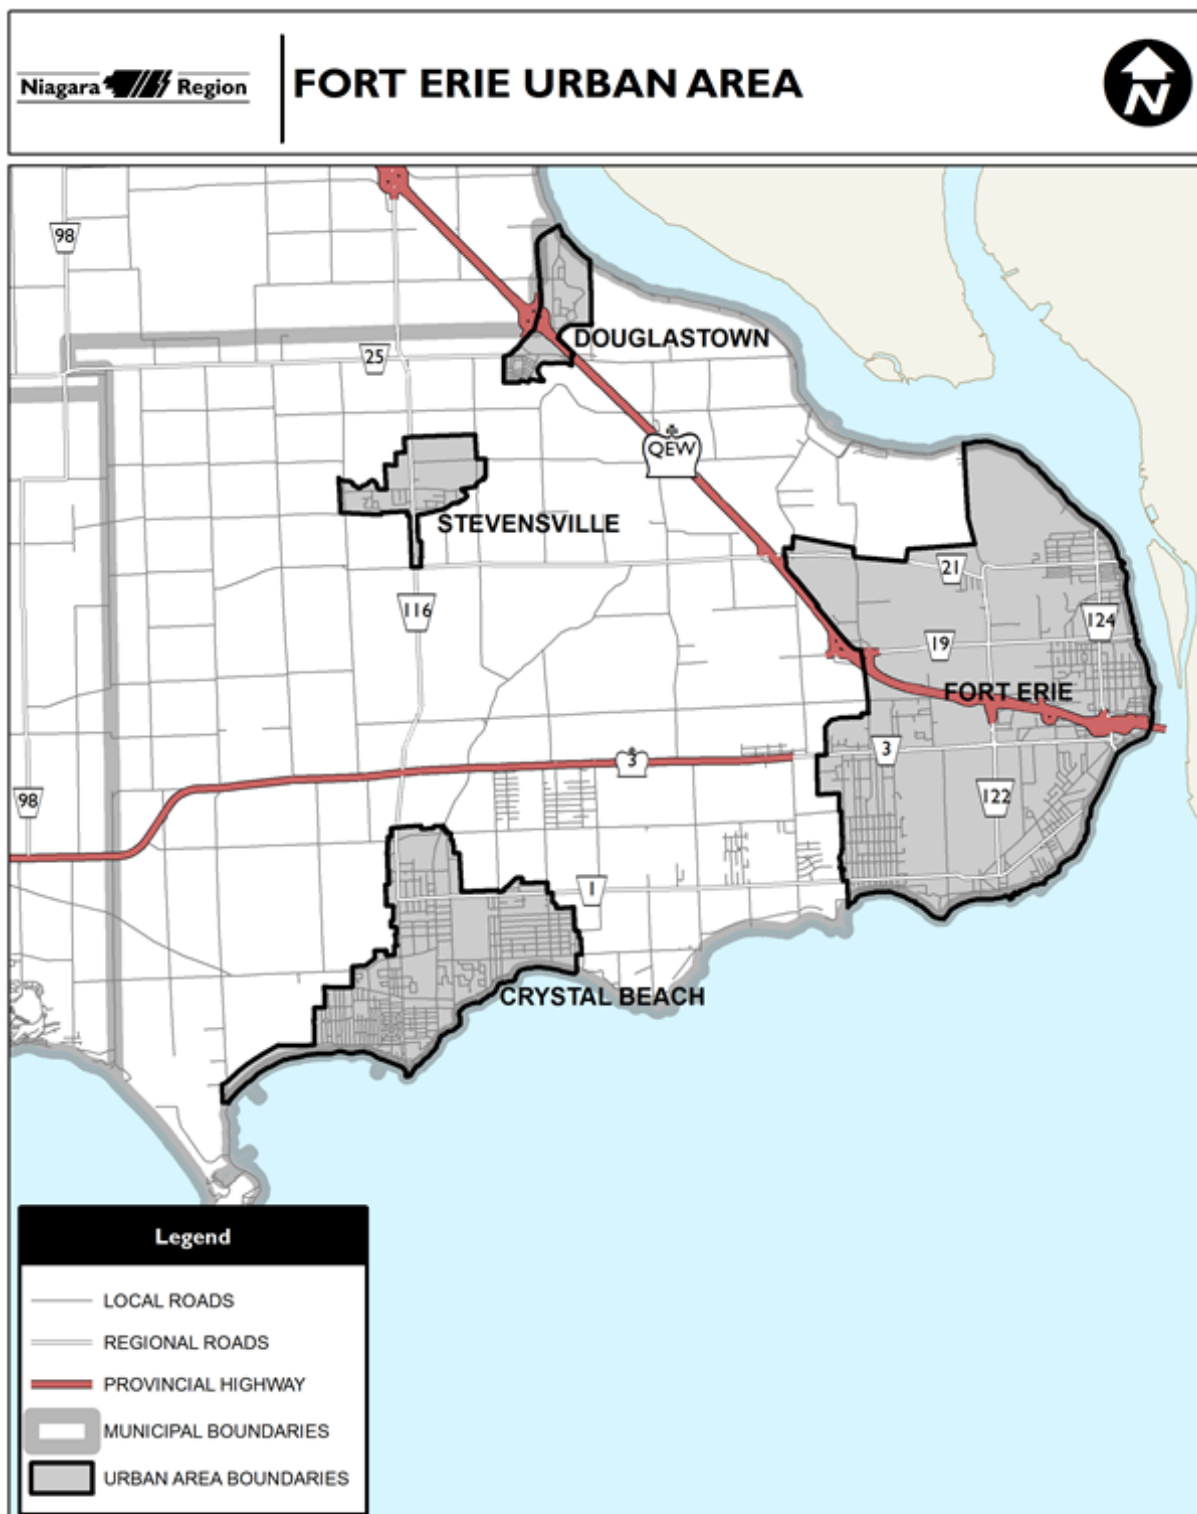 Niagara Region
FORT ERIE URBAN AREA
N
98
DOUGLASTOWN
25
QEW
STEVENSVILLE
21
116
124
19
FORT ERIE
3
3
98
122
1
CRYSTAL BEACH
Legend
LOCAL ROADS
REGIONAL ROADS
PROVINCIAL HIGHWAY
MUNICIPAL BOUNDARIES
URBAN AREA BOUNDARIES